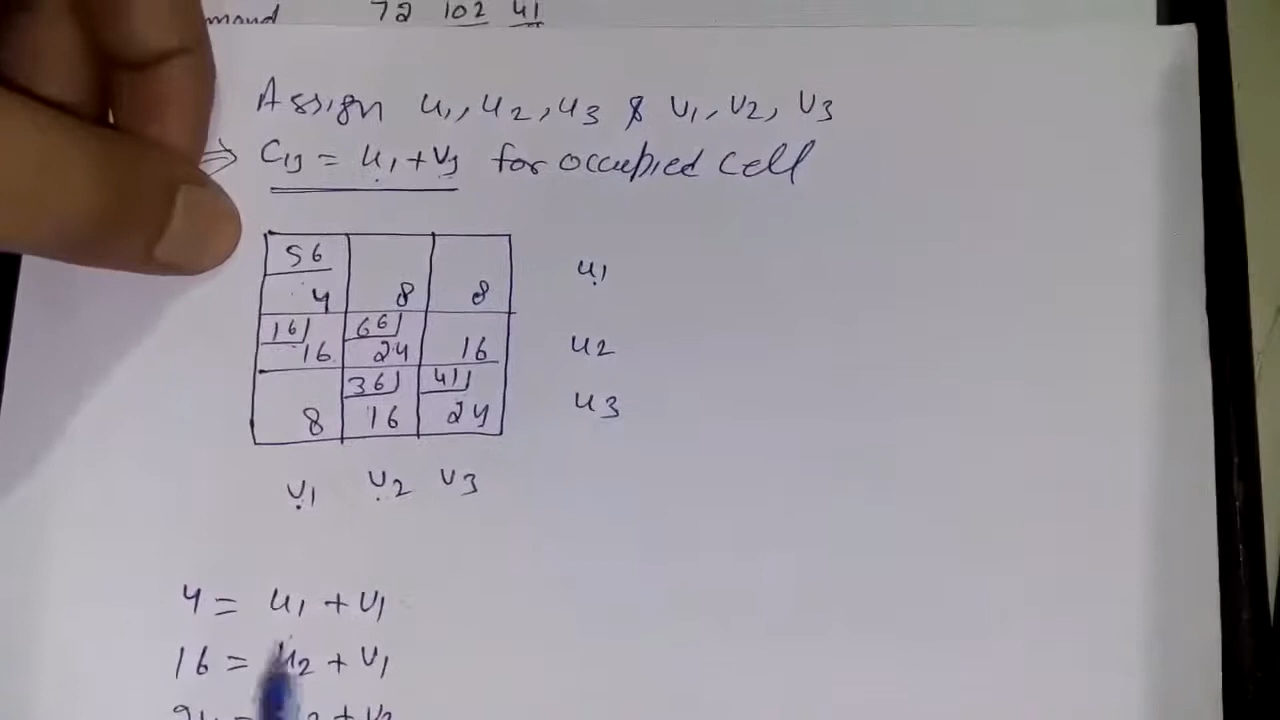 72 102 41
Assign u1, u2, u3 & v1, v2, v3
⇒ Cij = ui + vj for occupied cell
56
4 8 8 u1
16 66
16 24 16 u2
36 41
8 16 24 u3
v1 v2 v3
4 = u1 + v1
16 = u2 + v1